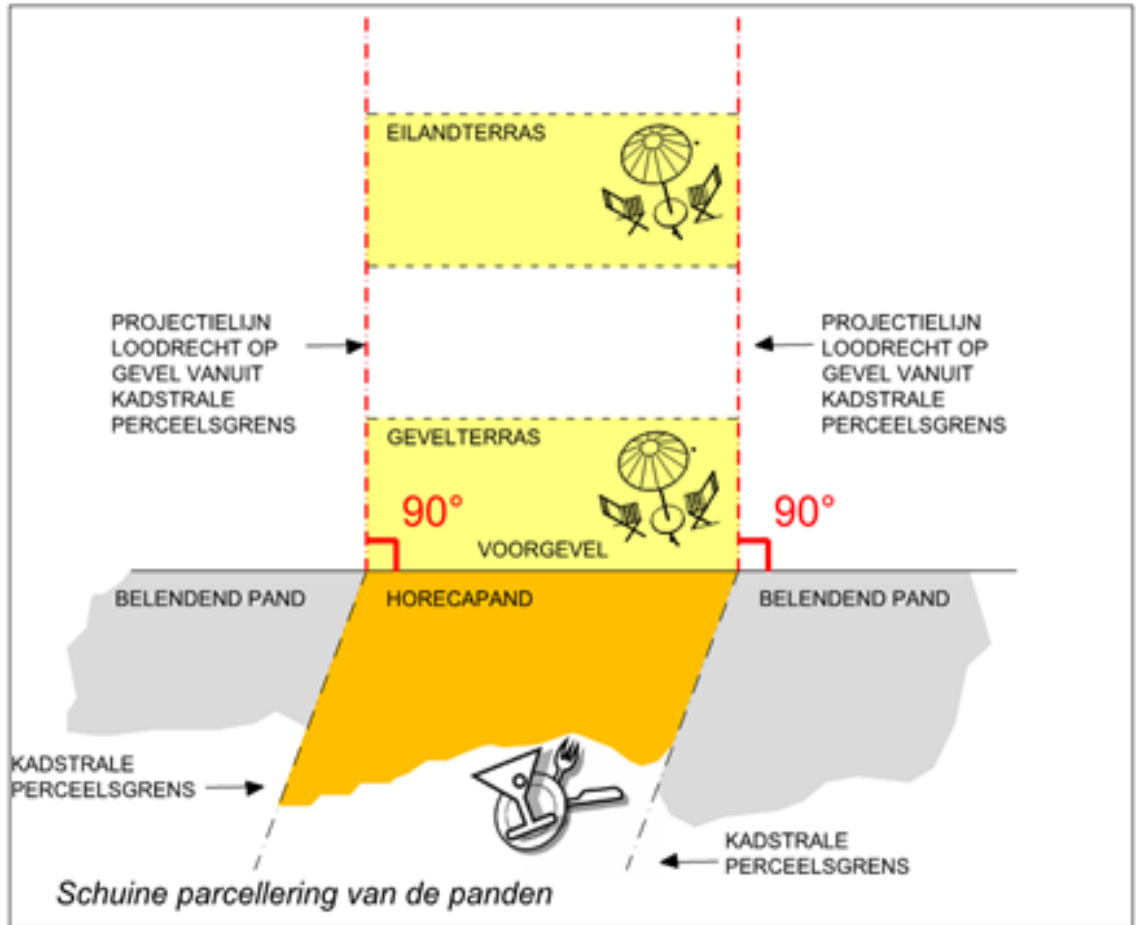 EILANDTERRAS
PROJECTIELIJN
LOODRECHT OP
GEVEL VANUIT
KADSTRALE
PERCEELSGRENS
PROJECTIELIJN
LOODRECHT OP
GEVEL VANUIT
KADSTRALE
PERCEELSGRENS
GEVELTERRAS
90°
90°
VOORGEVEL
BELENDEND PAND
HORECAPAND
BELENDEND PAND
KADSTRALE
PERCEELSGRENS
KADSTRALE
PERCEELSGRENS
Schuine parcellering van de panden